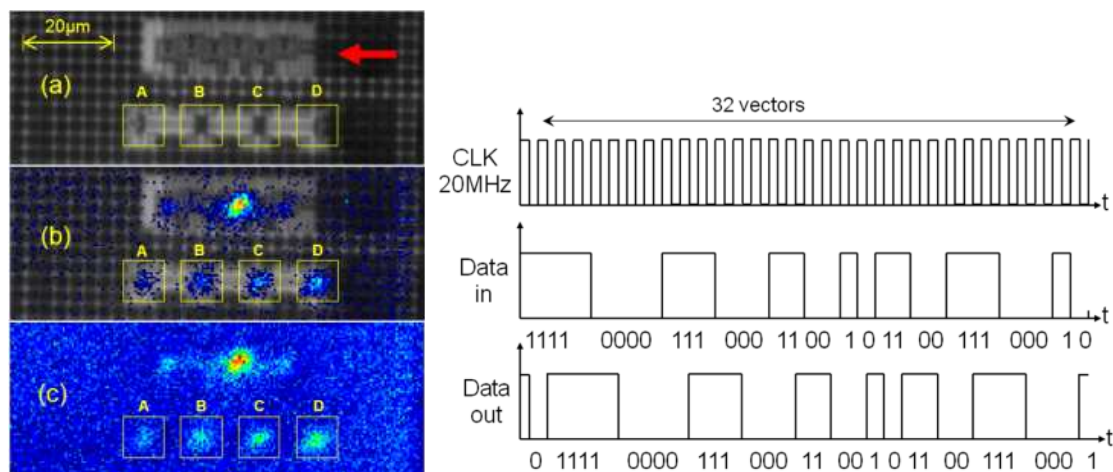 20μm
(a)
A B C D
(b)
A B C D
(c)
A B C D
32 vectors
CLK
20MHz
t
Data
in
t
1111 0000 111 000 11 00 1 0 11 00 111 000 1 0
Data
out
t
0 1111 0000 111 000 11 00 1 0 11 00 111 000 1